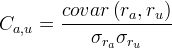 C_{a,u} = \frac{covar(r_a, r_u)}{\sigma_{r_a} \sigma_{r_u}}